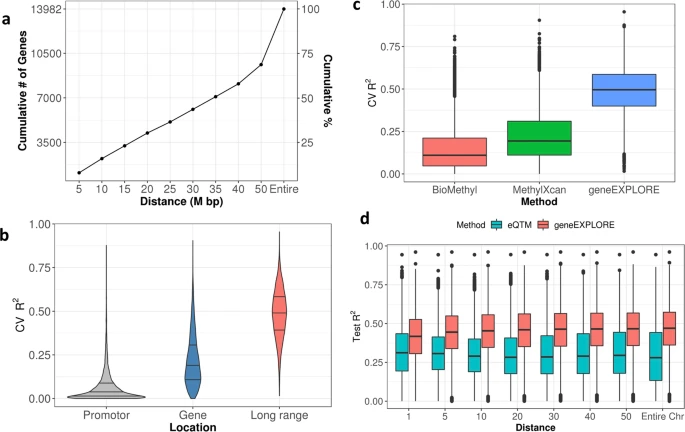 a
Cumulative # of Genes
13982
10500
7000
3500
100
75
50
25
Cumulative %
5 10 15 20 25 30 35 40 50 Entire
Distance (M bp)
b
CV R²
1.00
0.75
0.50
0.25
0.00
Promotor Gene Long range
Location
c
CV R²
1.00
0.75
0.50
0.25
0.00
BioMethyl MethylXcan geneEXPLORE
Method
d
Method eQTM geneEXPLORE
Test R²
1.00
0.75
0.50
0.25
0.00
1 5 10 20 30 40 50 Entire Chr
Distance